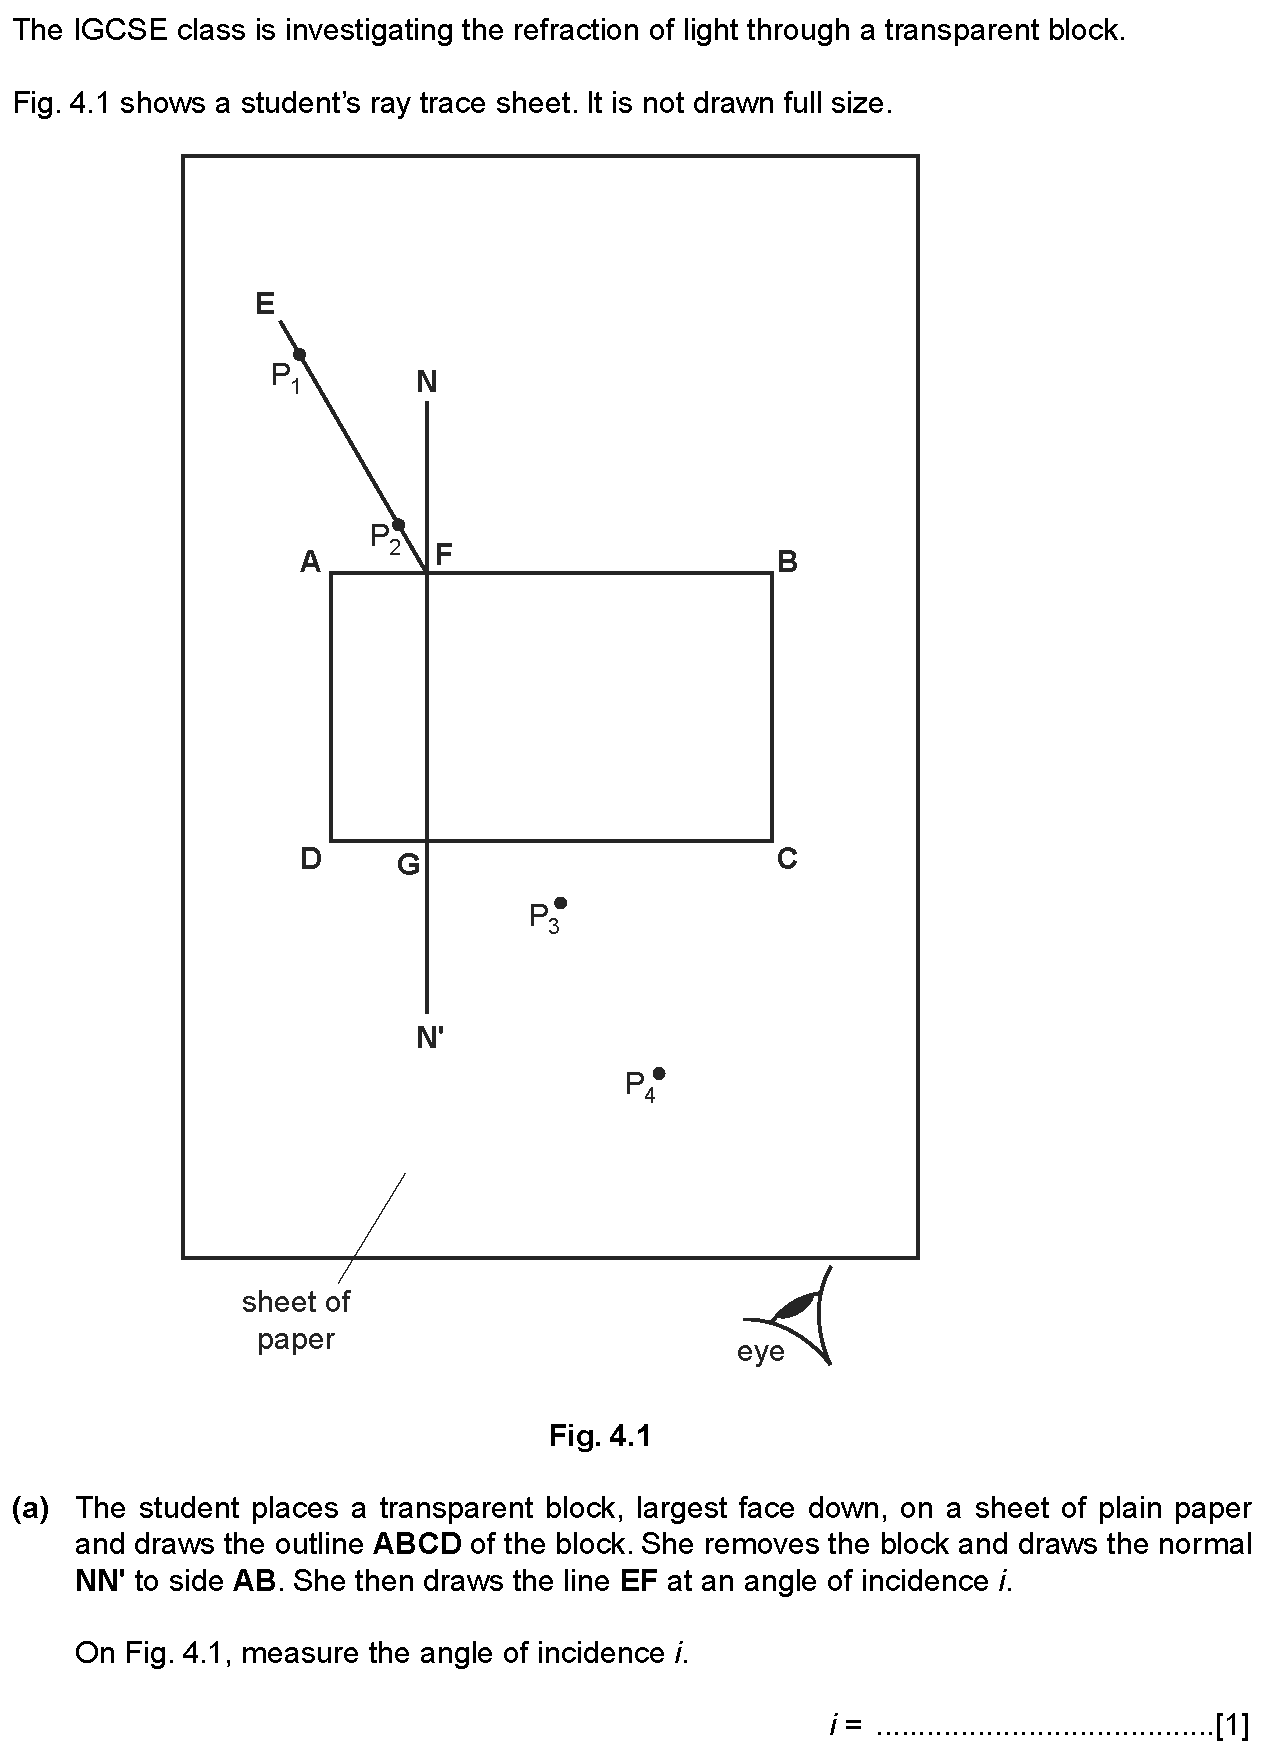 The IGCSE class is investigating the refraction of light through a transparent block.
Fig. 4.1 shows a student's ray trace sheet. It is not drawn full size.
E
P1
N
P2
F
A
B
D
G
C
P3
N'
P4
sheet of
paper
eye
Fig. 4.1
(a) The student places a transparent block, largest face down, on a sheet of plain paper
and draws the outline ABCD of the block. She removes the block and draws the normal
NN' to side AB. She then draws the line EF at an angle of incidence i.
On Fig. 4.1, measure the angle of incidence i.
i = ........................................[1]